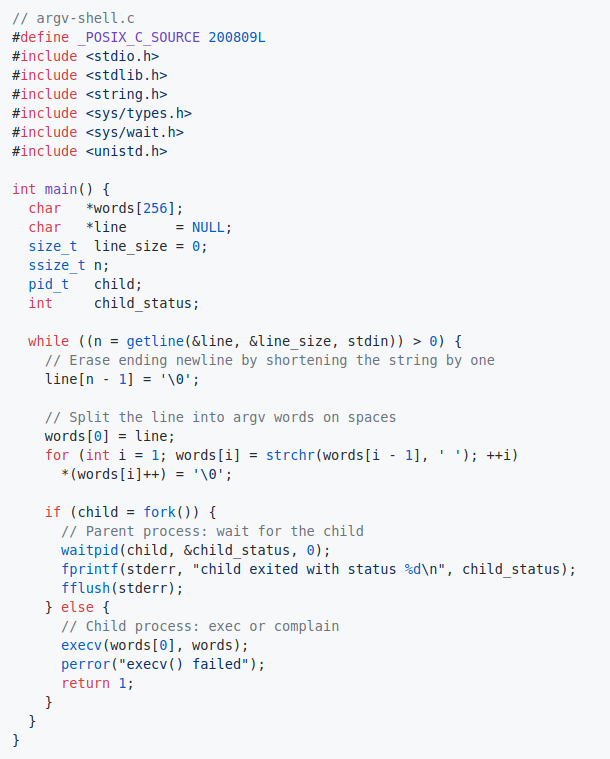 // argv-shell.c
#define _POSIX_C_SOURCE 200809L
#include <stdio.h>
#include <stdlib.h>
#include <string.h>
#include <sys/types.h>
#include <sys/wait.h>
#include <unistd.h>

int main() {
  char   *words[256];
  char   *line      = NULL;
  size_t  line_size = 0;
  ssize_t n;
  pid_t   child;
  int     child_status;

  while ((n = getline(&line, &line_size, stdin)) > 0) {
    // Erase ending newline by shortening the string by one
    line[n - 1] = '\0';

    // Split the line into argv words on spaces
    words[0] = line;
    for (int i = 1; words[i] = strchr(words[i - 1], ' '); ++i)
      *(words[i]++) = '\0';

    if (child = fork()) {
      // Parent process: wait for the child
      waitpid(child, &child_status, 0);
      fprintf(stderr, "child exited with status %d\n", child_status);
      fflush(stderr);
    } else {
      // Child process: exec or complain
      execv(words[0], words);
      perror("execv() failed");
      return 1;
    }
  }
}